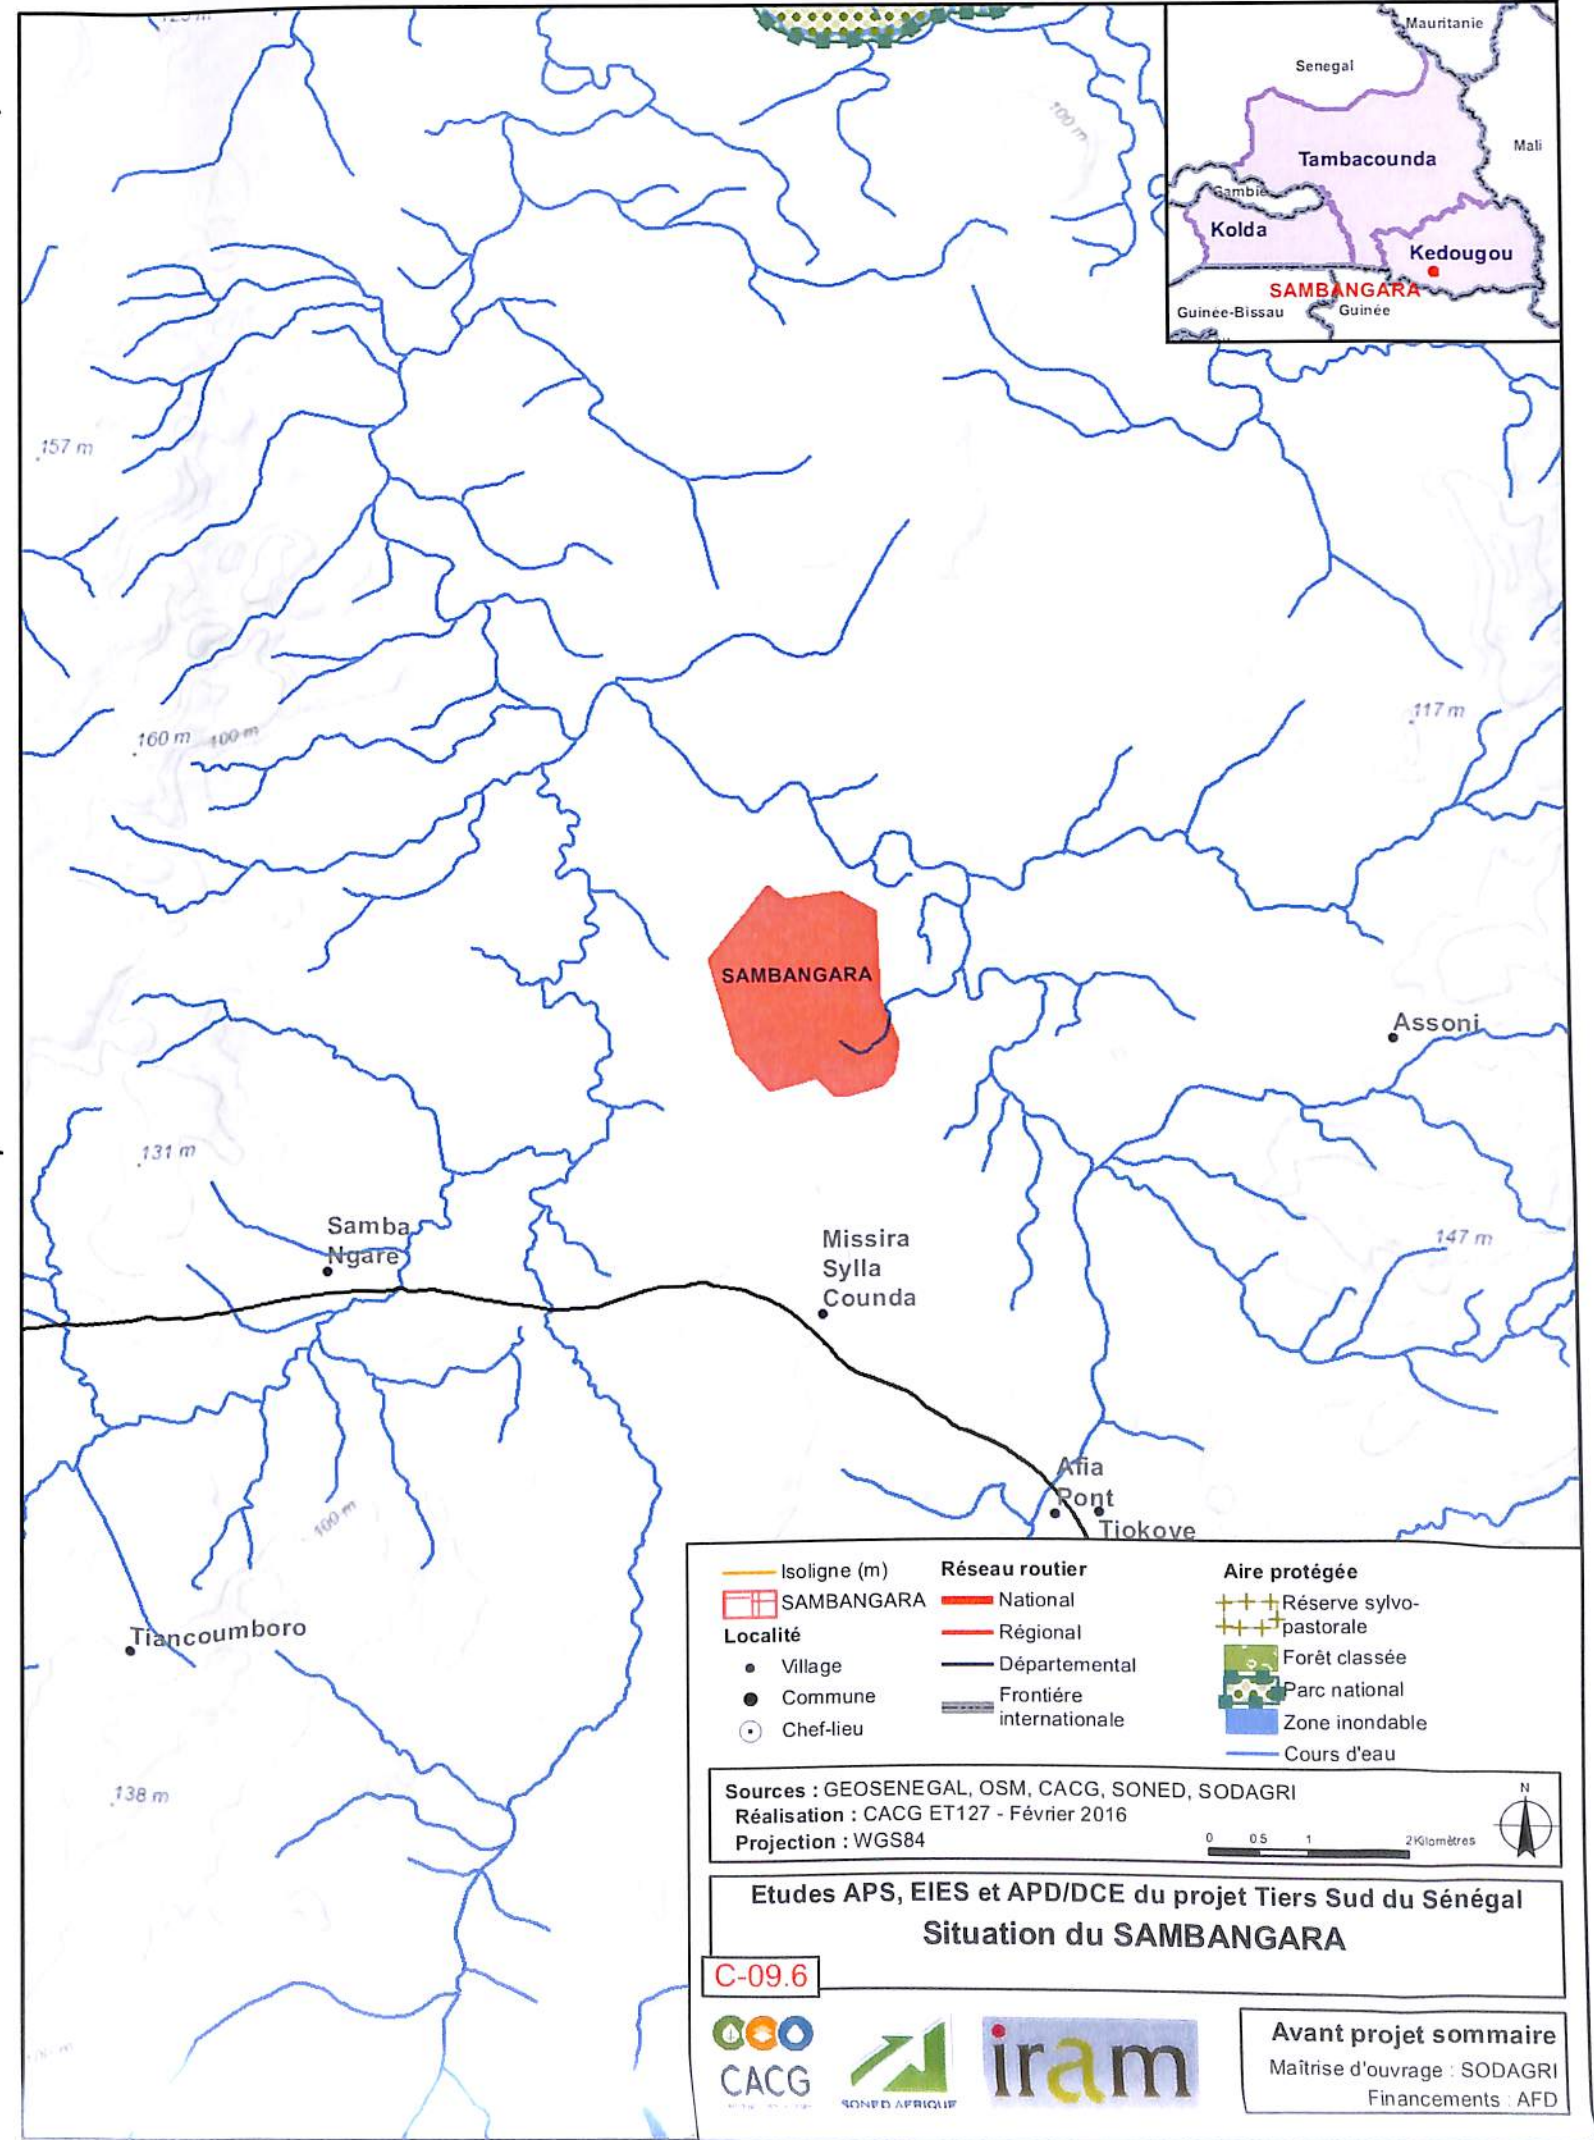 Mauritanie
Senegal
Mali
Tambacounda
Gambie
Kolda
Kedougou
SAMBANGARA
Guinée-Bissau
Guinée
100 m
157 m
117 m
160 m
100 m
SAMBANGARA
Assoni
131 m
Samba
Ngare
Missira
Sylla
Counda
147 m
Afia
Pont
Tiokove
100 m
Tiancoumboro
138 m
Isoligne (m)
SAMBANGARA
Localité
Village
Commune
Chef-lieu
Réseau routier
National
Régional
Départemental
Frontiére
internationale
Aire protégée
Réserve sylvo-
pastorale
Forêt classée
Parc national
Zone inondable
Cours d'eau
Sources : GEOSENEGAL, OSM, CACG, SONED, SODAGRI
Réalisation : CACG ET127 - Février 2016
Projection : WGS84
0 0.5 1 2 Kilomètres
N
Etudes APS, EIES et APD/DCE du projet Tiers Sud du Sénégal
Situation du SAMBANGARA
C-09.6
CACG
SONED AFRIQUE
iram
Avant projet sommaire
Maîtrise d'ouvrage : SODAGRI
Financements : AFD